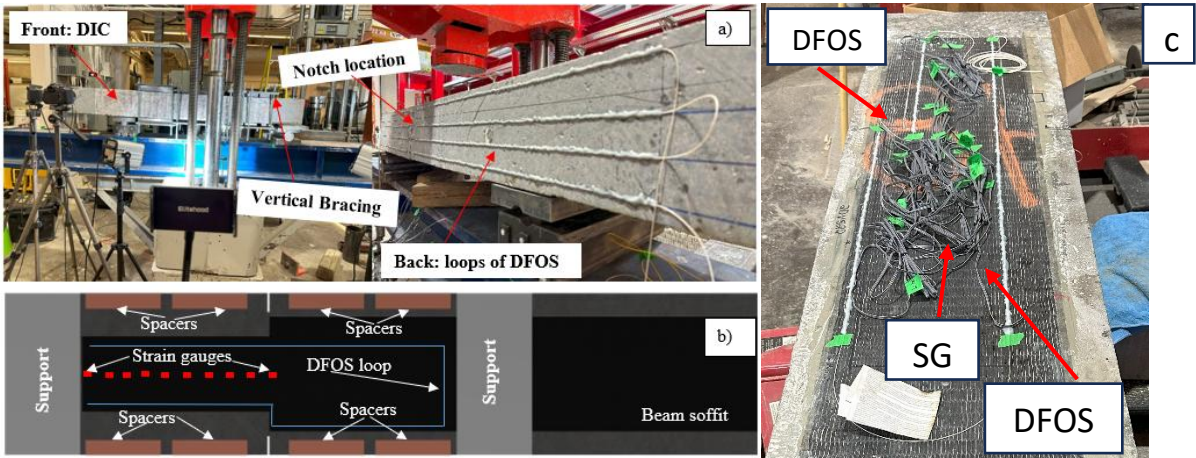 Front: DIC
Vertical Bracing
a)
Notch location
Back: loops of DFOS
b)
Support
Spacers
Spacers
Strain gauges
DFOS loop
Spacers
Spacers
Support
Beam soffit
c
DFOS
SG
DFOS